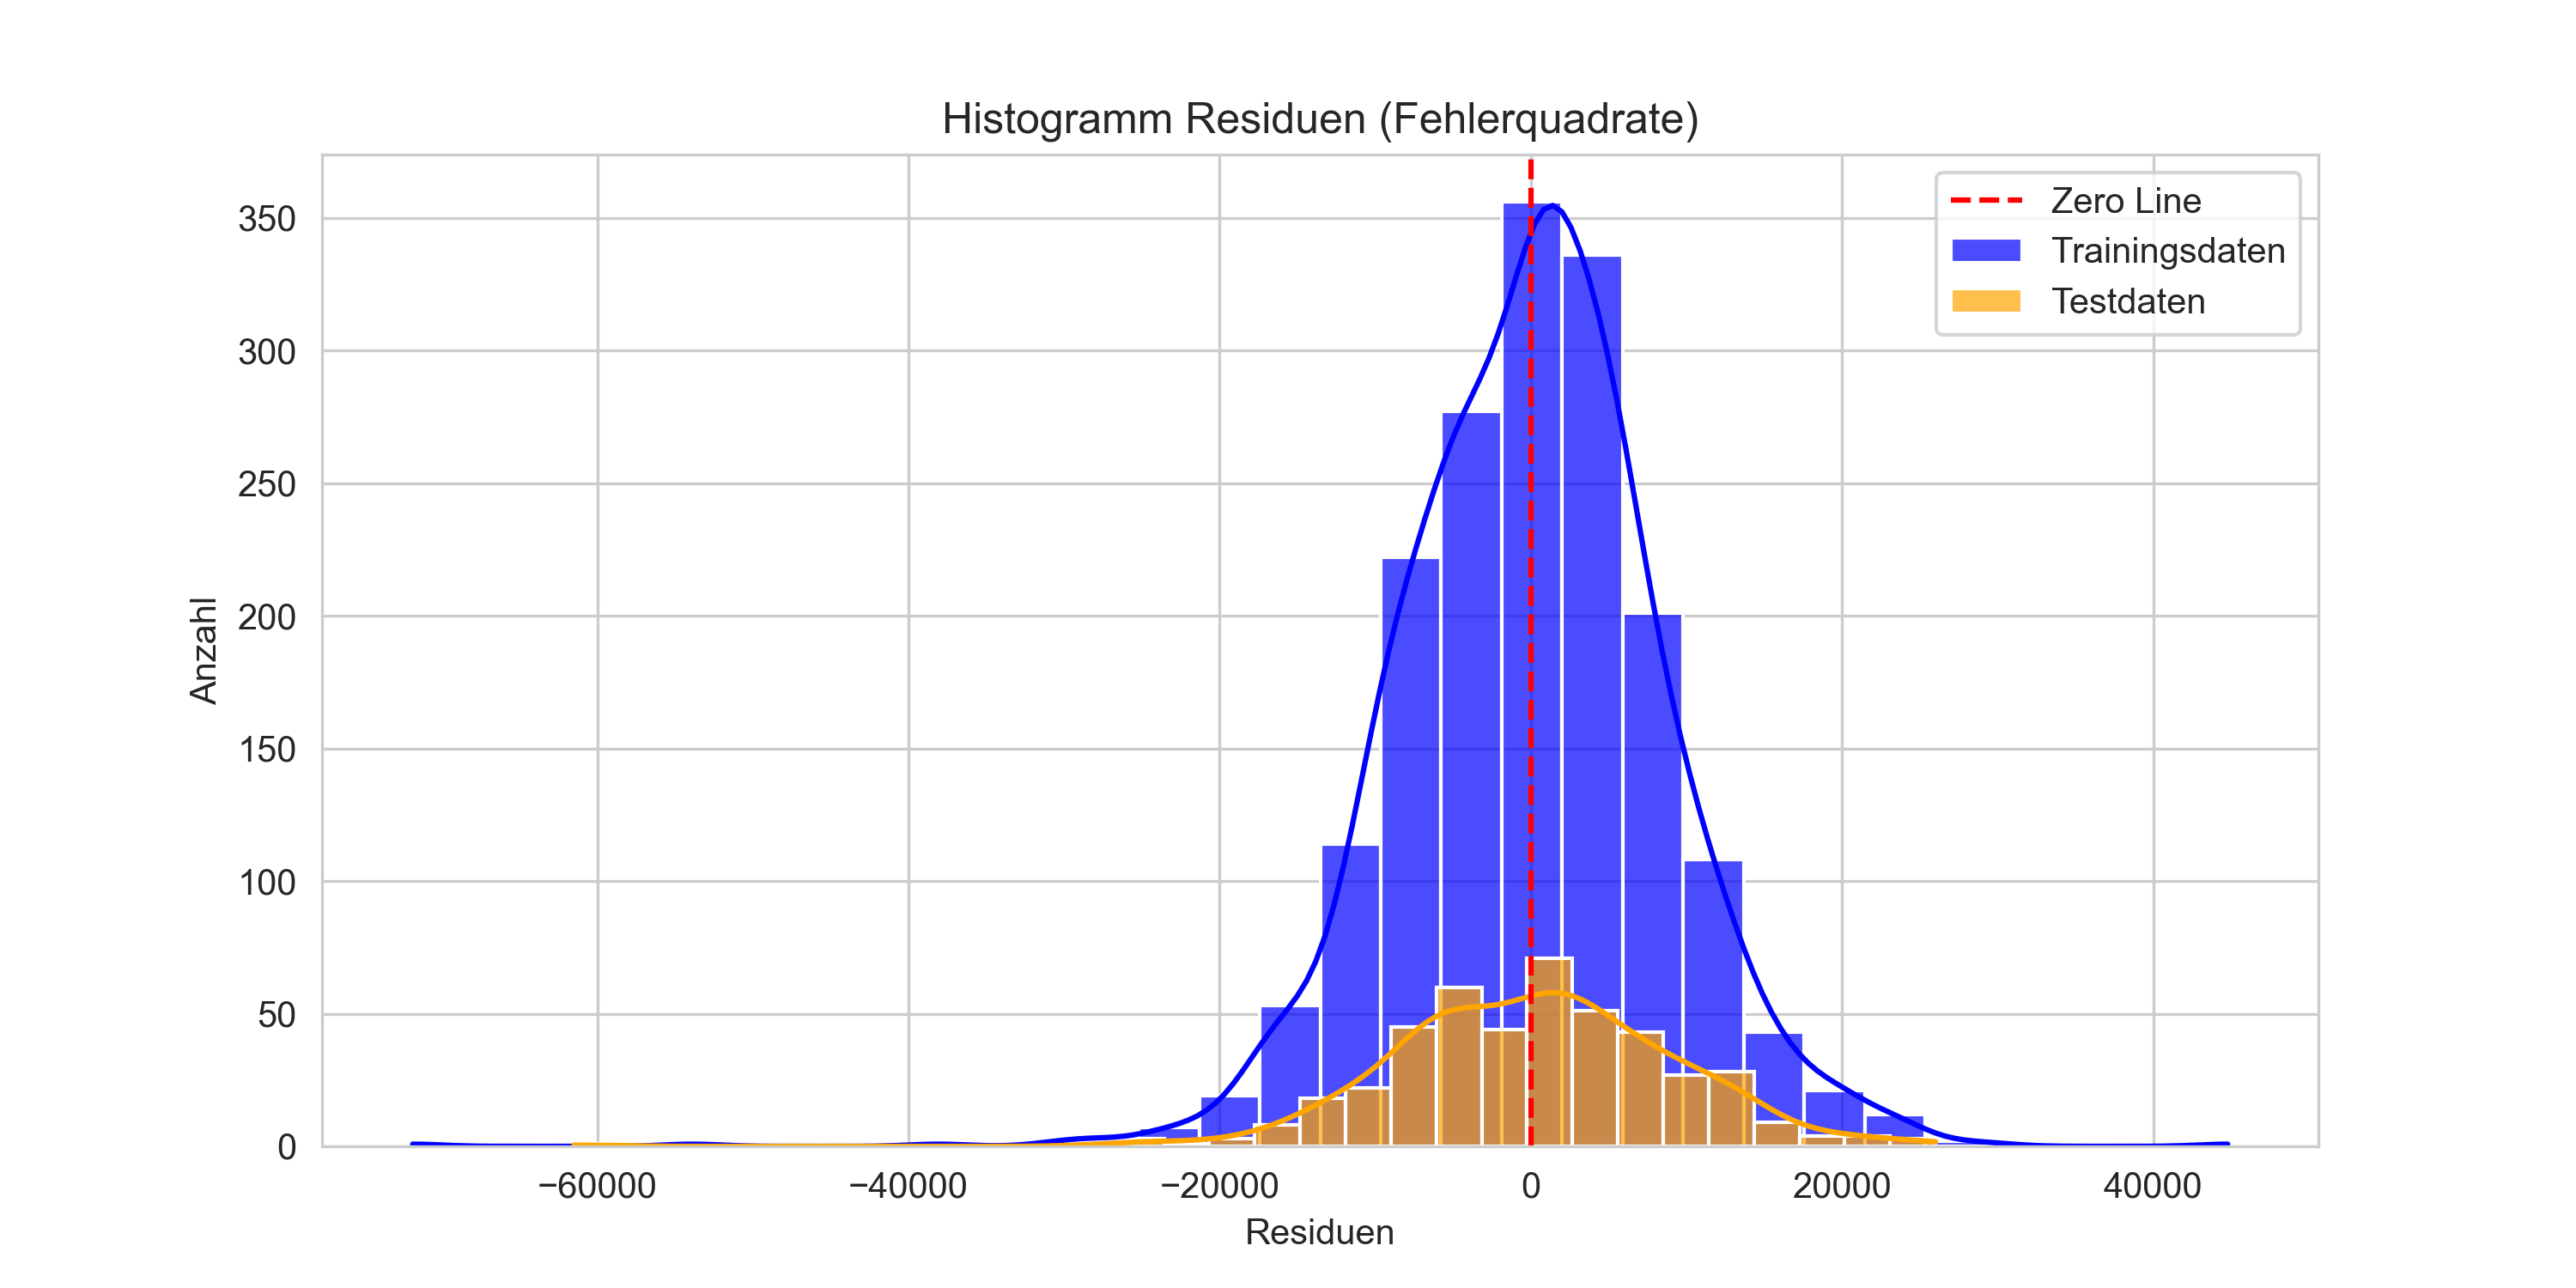 Histogramm Residuen (Fehlerquadrate)
Zero Line
Trainingsdaten
Testdaten
350
300
250
200
150
100
50
0
Anzahl
−60000
−40000
−20000
0
20000
40000
Residuen